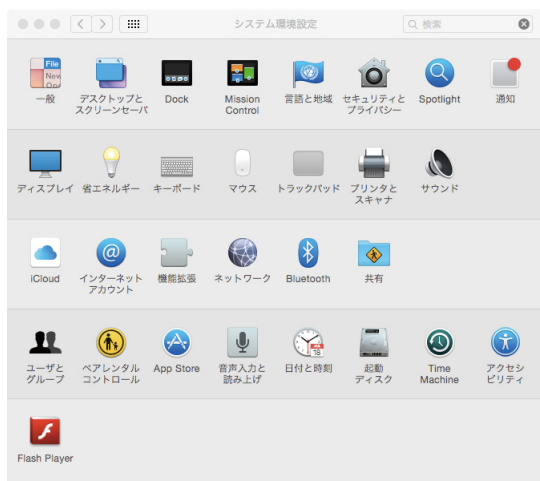 システム環境設定
検索
File
New
一般
デスクトップと
スクリーンセーバ
Dock
Mission
Control
言語と地域
セキュリティと
プライバシー
Spotlight
通知
ディスプレイ
省エネルギー
キーボード
マウス
トラックパッド
プリンタと
スキャナ
サウンド
iCloud
@
インターネット
アカウント
機能拡張
ネットワーク
Bluetooth
共有
ユーザと
グループ
ペアレンタル
コントロール
App Store
音声入力と
読み上げ
18
日付と時刻
起動
ディスク
Time
Machine
アクセシ
ビリティ
Flash Player